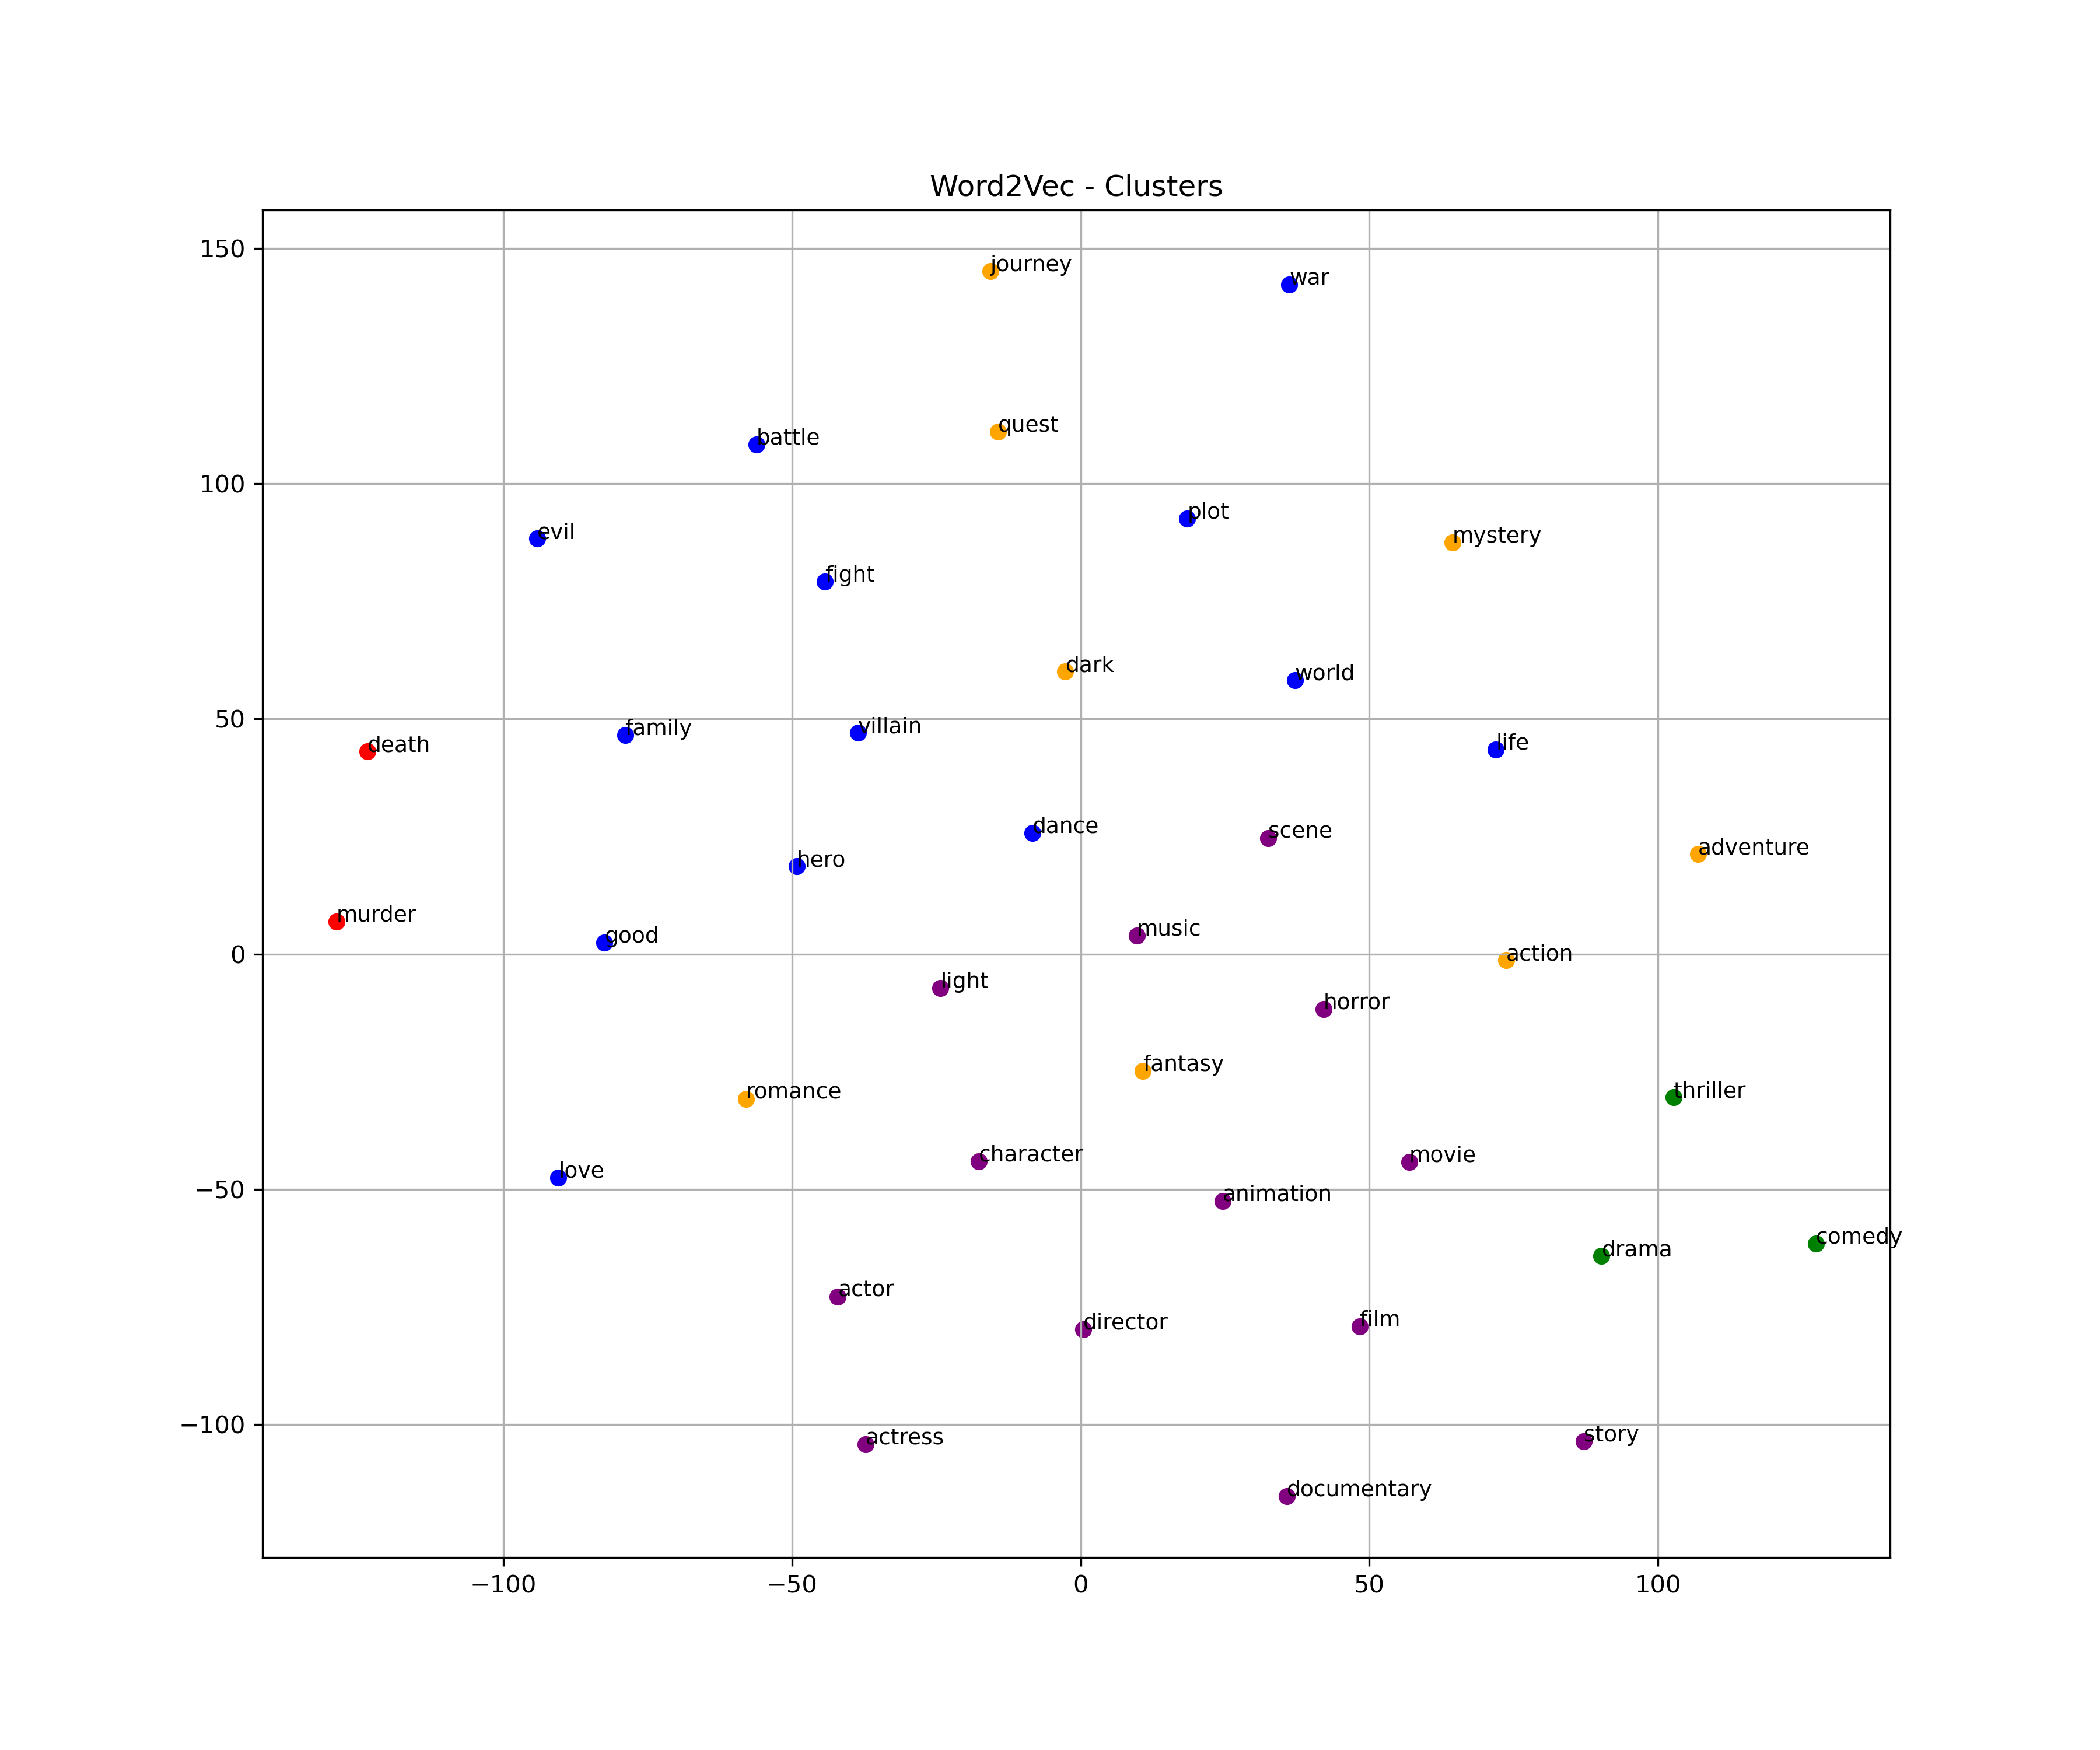 Word2Vec - Clusters
150
journey
war
battle
quest
100
plot
evil
mystery
fight
dark
world
50
family
villain
death
life
dance
scene
hero
adventure
murder
good
music
0
action
light
horror
fantasy
romance
thriller
character
movie
love
−50
animation
comedy
drama
actor
director
film
−100
actress
story
documentary
−100
−50
0
50
100